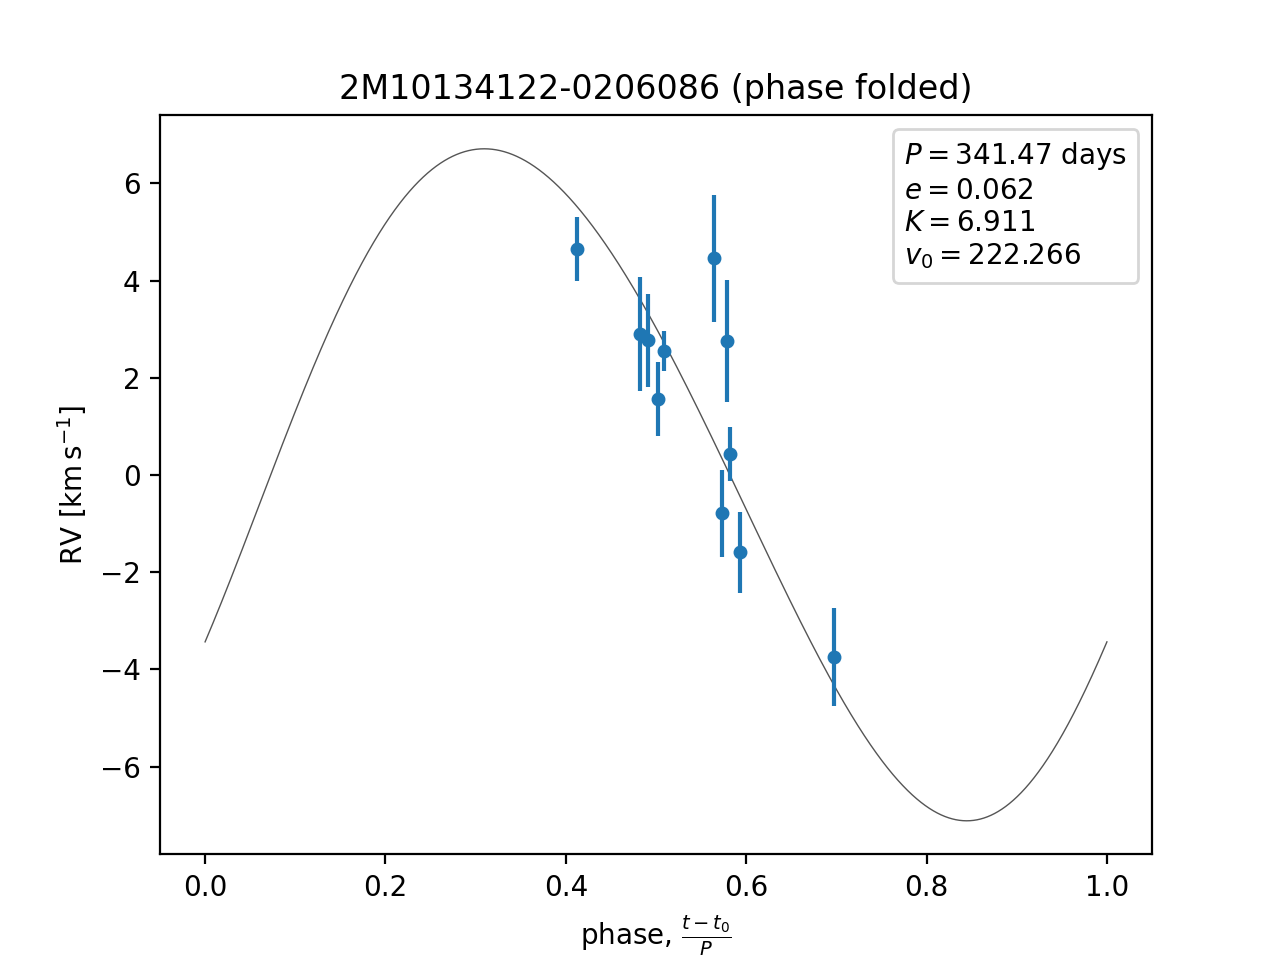 2M10134122-0206086 (phase folded)
P = 341.47 days
e = 0.062
K = 6.911
v₀ = 222.266
RV [km s⁻¹]
6
4
2
0
−2
−4
−6
0.0 0.2 0.4 0.6 0.8 1.0
phase, (t − t₀)/P